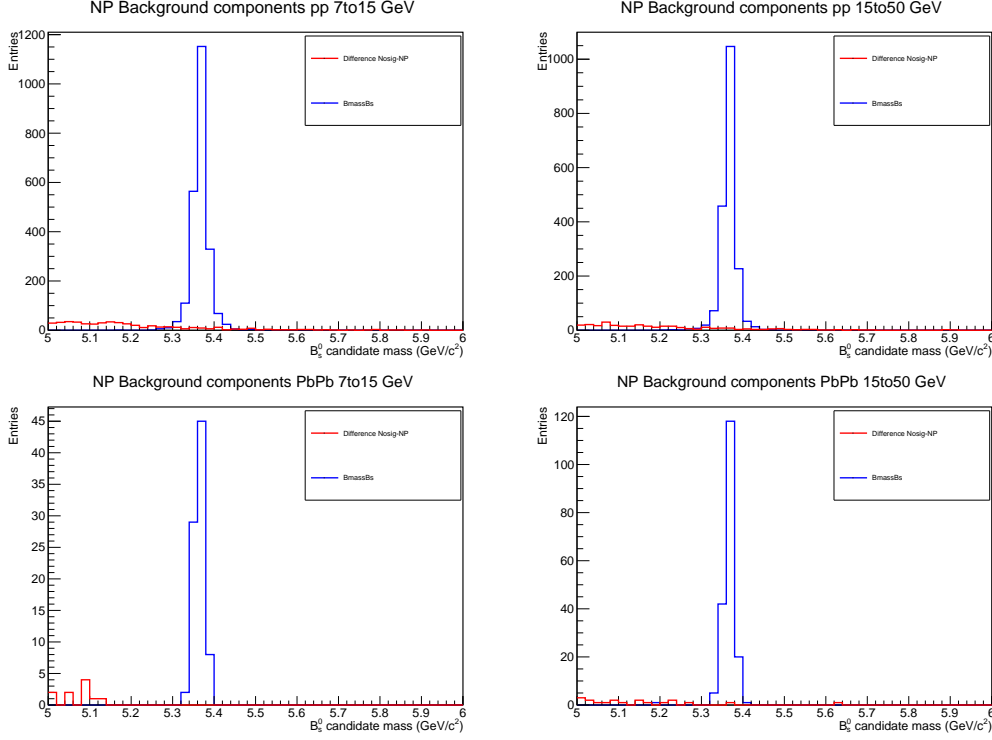 NP Background components pp 7to15 GeV
Entries
1200
1000
800
600
400
200
0
Difference Nosig-NP
BmassBs
5 5.1 5.2 5.3 5.4 5.5 5.6 5.7 5.8 5.9 6
B⁰ₛ candidate mass (GeV/c²)
NP Background components pp 15to50 GeV
Entries
1000
800
600
400
200
0
Difference Nosig-NP
BmassBs
5 5.1 5.2 5.3 5.4 5.5 5.6 5.7 5.8 5.9 6
B⁰ₛ candidate mass (GeV/c²)
NP Background components PbPb 7to15 GeV
Entries
45
40
35
30
25
20
15
10
5
0
Difference Nosig-NP
BmassBs
5 5.1 5.2 5.3 5.4 5.5 5.6 5.7 5.8 5.9 6
B⁰ₛ candidate mass (GeV/c²)
NP Background components PbPb 15to50 GeV
Entries
120
100
80
60
40
20
0
Difference Nosig-NP
BmassBs
5 5.1 5.2 5.3 5.4 5.5 5.6 5.7 5.8 5.9 6
B⁰ₛ candidate mass (GeV/c²)